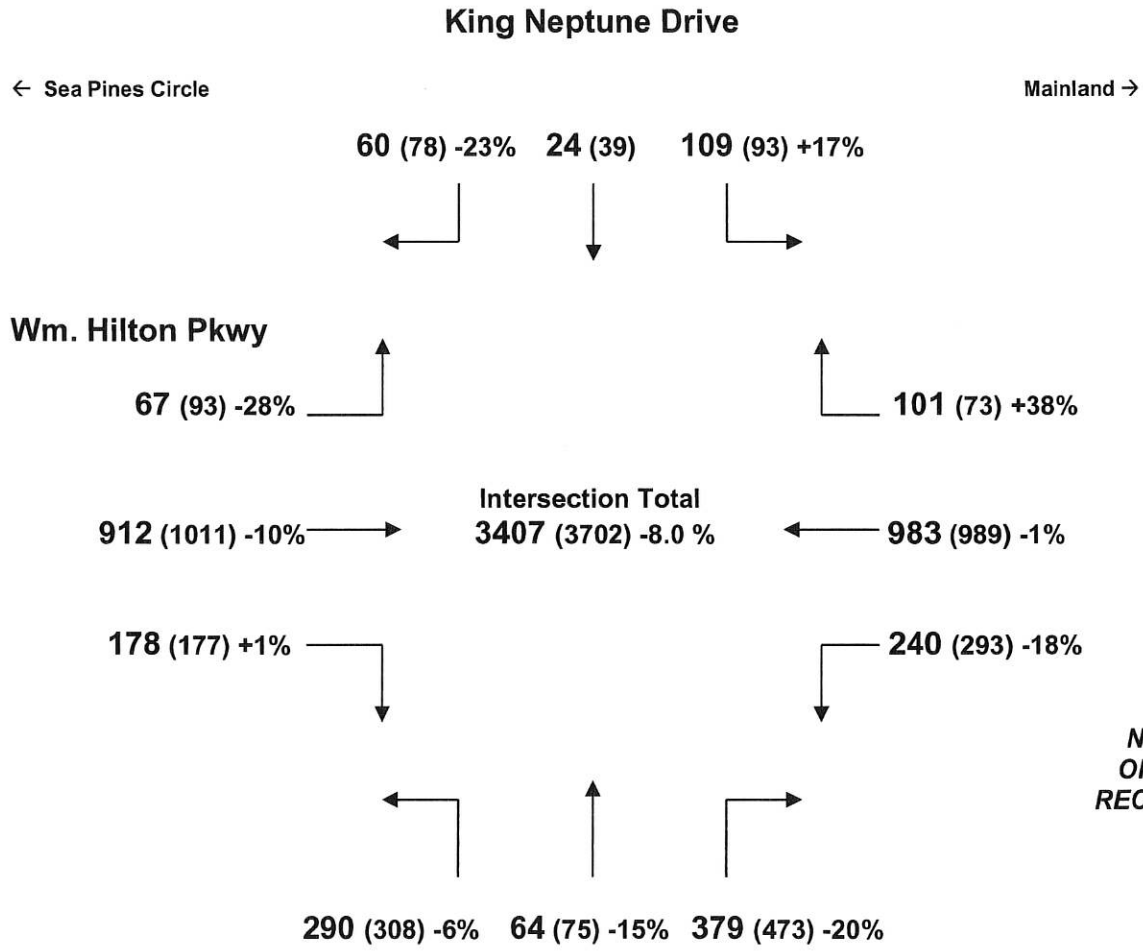 King Neptune Drive
← Sea Pines Circle
Mainland →
60 (78) -23% 24 (39) 109 (93) +17%
Wm. Hilton Pkwy
67 (93) -28%
101 (73) +38%
Intersection Total
912 (1011) -10%
3407 (3702) -8.0 %
983 (989) -1%
178 (177) +1%
240 (293) -18%
290 (308) -6% 64 (75) -15% 379 (473) -20%